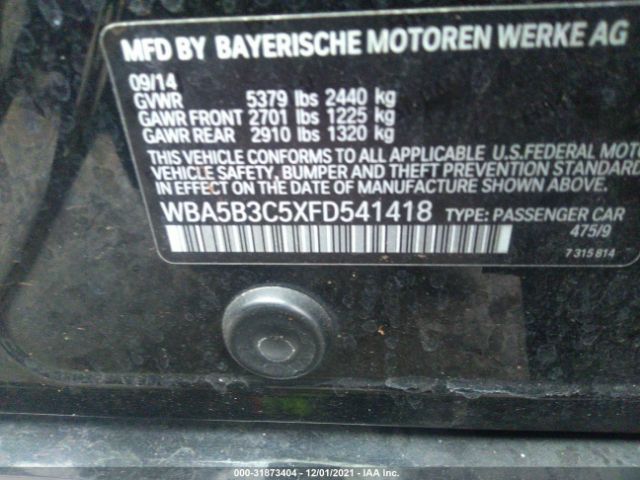 MFD BY BAYERISCHE MOTOREN WERKE AG
09/14
GVWR 5379 lbs 2440 kg
GAWR FRONT 2701 lbs 1225 kg
GAWR REAR 2910 lbs 1320 kg
THIS VEHICLE CONFORMS TO ALL APPLICABLE U.S.FEDERAL MOTO
VEHICLE SAFETY, BUMPER AND THEFT PREVENTION STANDARD
IN EFFECT ON THE DATE OF MANUFACTURE SHOWN ABOVE.
WBA5B3C5XFD541418 TYPE: PASSENGER CAR
475/9
7 315 814
000-31873404 - 12/01/2021 - IAA Inc.